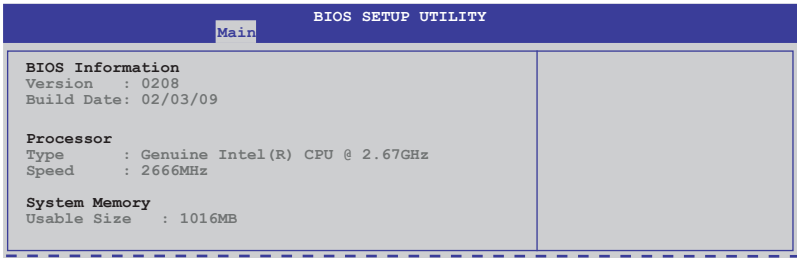 BIOS SETUP UTILITY
Main
BIOS Information
Version : 0208
Build Date: 02/03/09
Processor
Type : Genuine Intel(R) CPU @ 2.67GHz
Speed : 2666MHz
System Memory
Usable Size : 1016MB